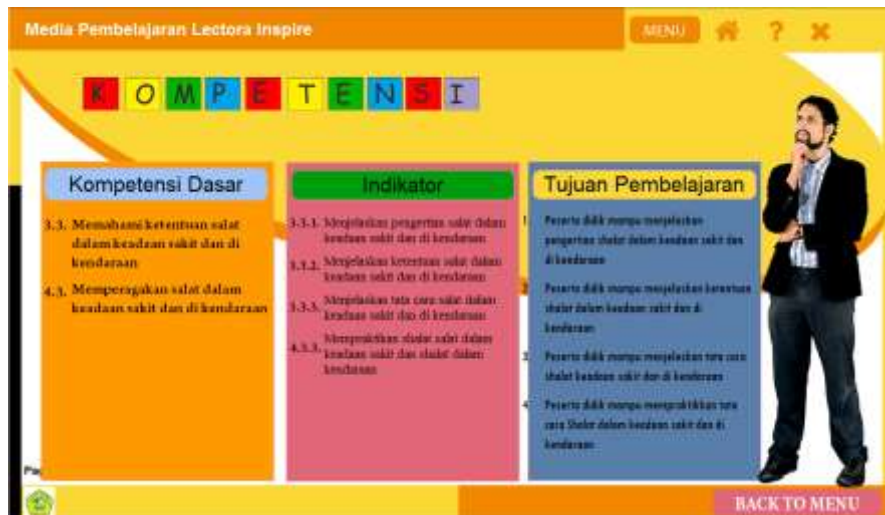 Media Pembelajaran Lectora Inspire
MENU
?
KOMPETENSI
Kompetensi Dasar
3.3. Memahami ketentuan salat
dalam keadaan sakit dan di
kendaraan
4.3. Memperagakan salat dalam
keadaan sakit dan di kendaraan
Indikator
3.3.1. Menjelaskan pengertian salat dalam
keadaan sakit dan di kendaraan
3.3.2. Menjelaskan ketentuan salat dalam
keadaan sakit dan di kendaraan
3.3.3. Menjelaskan tata cara salat dalam
keadaan sakit dan di kendaraan
4.3.3. Mempraktikan shalat salat dalam
keadaan sakit dan shalat dalam
kendaraan
Tujuan Pembelajaran
1. Peserta didik mampu menjelaskan
pengertian shalat dalam keadaan sakit dan
di kendaraan
2. Peserta didik mampu menjelaskan ketentuan
shalat dalam keadaan sakit dan di
kendaraan
3. Peserta didik mampu menjelaskan tata cara
shalat keadaan sakit dan di kendaraan
4. Peserta didik mampu mempraktikkan tata
cara Shalat dalam keadaan sakit dan di
kendaraan
BACK TO MENU